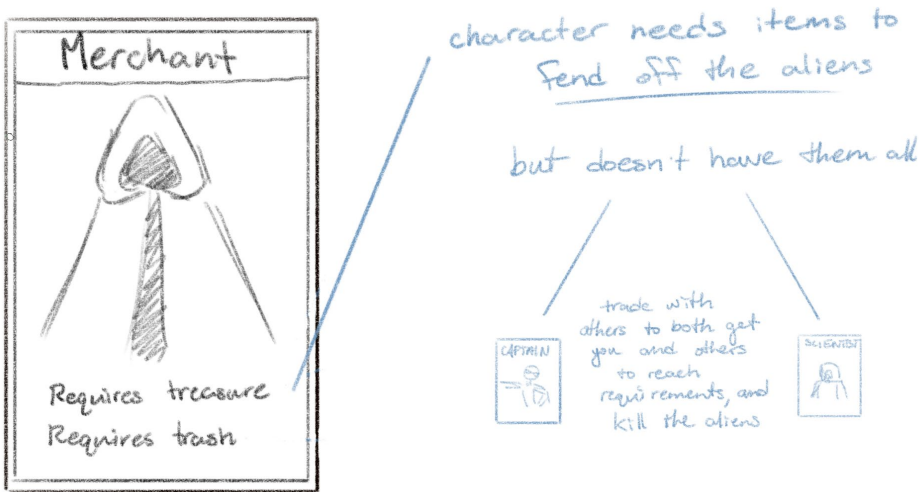 Merchant
Requires treasure
Requires trash
character needs items to
fend off the aliens
but doesn't have them all
CAPTAIN
trade with
others to both get
you and others
to reach
requirements, and
kill the aliens
SCIENTIST